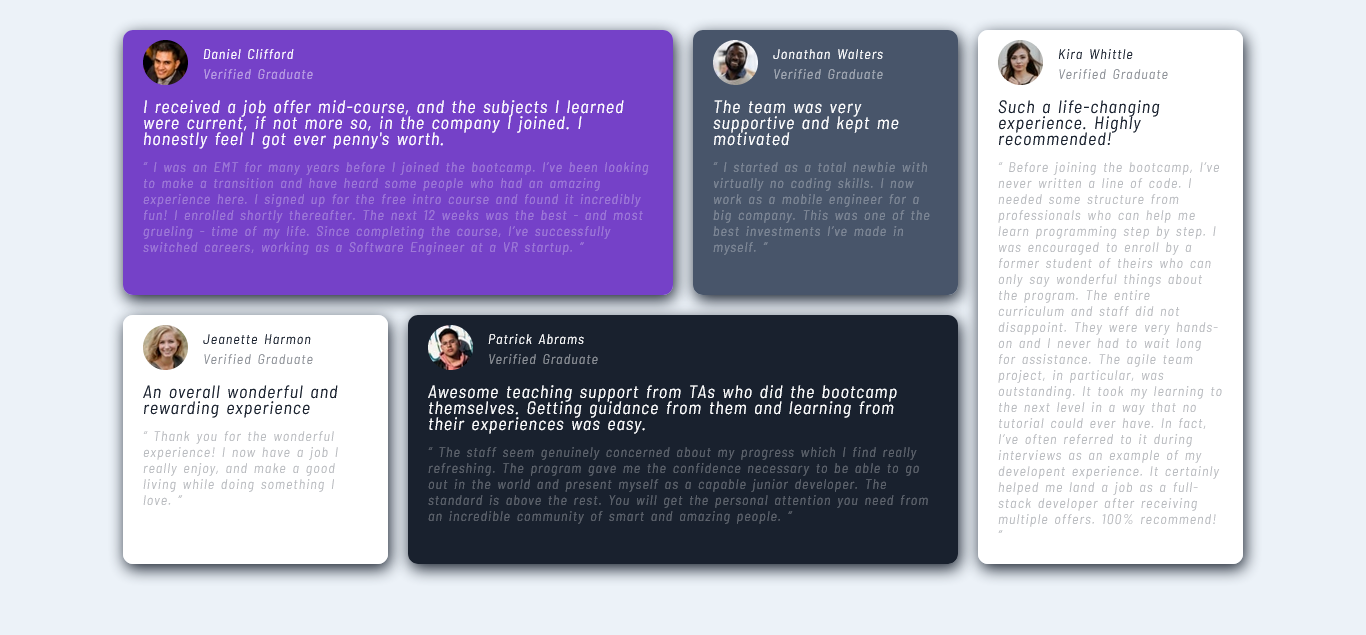 Daniel Clifford
Verified Graduate
I received a job offer mid-course, and the subjects I learned
were current, if not more so, in the company I joined. I
honestly feel I got ever penny's worth.
“ I was an EMT for many years before I joined the bootcamp. I've been looking
to make a transition and have heard some people who had an amazing
experience here. I signed up for the free intro course and found it incredibly
fun! I enrolled shortly thereafter. The next 12 weeks was the best - and most
grueling - time of my life. Since completing the course, I've successfully
switched careers, working as a Software Engineer at a VR startup. ”
Jonathan Walters
Verified Graduate
The team was very
supportive and kept me
motivated
“ I started as a total newbie with
virtually no coding skills. I now
work as a mobile engineer for a
big company. This was one of the
best investments I've made in
myself. ”
Kira Whittle
Verified Graduate
Such a life-changing
experience. Highly
recommended!
“ Before joining the bootcamp, I've
never written a line of code. I
needed some structure from
professionals who can help me
learn programming step by step. I
was encouraged to enroll by a
former student of theirs who can
only say wonderful things about
the program. The entire
curriculum and staff did not
disappoint. They were very hands-
on and I never had to wait long
for assistance. The agile team
project, in particular, was
outstanding. It took my learning to
the next level in a way that no
tutorial could ever have. In fact,
I've often referred to it during
interviews as an example of my
developent experience. It certainly
helped me land a job as a full-
stack developer after receiving
multiple offers. 100% recommend!
”
Jeanette Harmon
Verified Graduate
An overall wonderful and
rewarding experience
“ Thank you for the wonderful
experience! I now have a job I
really enjoy, and make a good
living while doing something I
love. ”
Patrick Abrams
Verified Graduate
Awesome teaching support from TAs who did the bootcamp
themselves. Getting guidance from them and learning from
their experiences was easy.
“ The staff seem genuinely concerned about my progress which I find really
refreshing. The program gave me the confidence necessary to be able to go
out in the world and present myself as a capable junior developer. The
standard is above the rest. You will get the personal attention you need from
an incredible community of smart and amazing people. ”